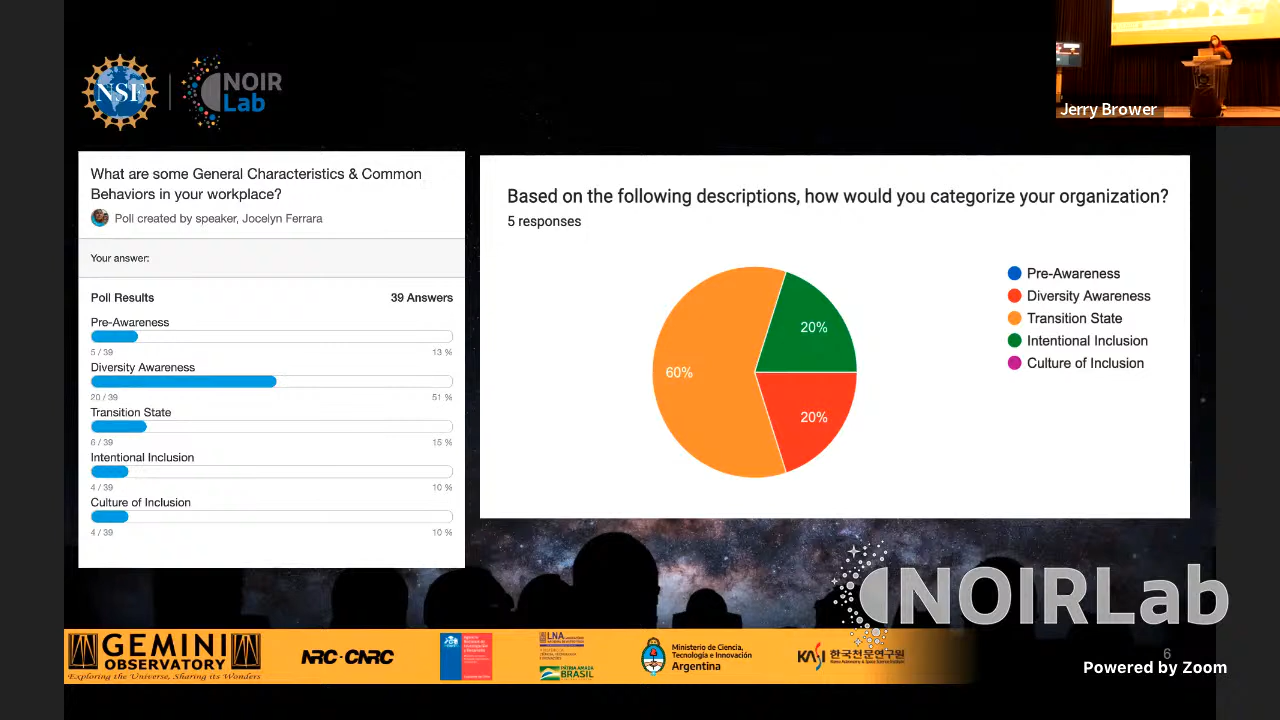 NSF
NOIR
Lab
Jerry Brower
What are some General Characteristics & Common
Behaviors in your workplace?
Poll created by speaker, Jocelyn Ferrara
Your answer:
Poll Results
39 Answers
Pre-Awareness
5 / 39
13 %
Diversity Awareness
20 / 39
51 %
Transition State
6 / 39
15 %
Intentional Inclusion
4 / 39
10 %
Culture of Inclusion
4 / 39
10 %
Based on the following descriptions, how would you categorize your organization?
5 responses
20%
60%
20%
Pre-Awareness
Diversity Awareness
Transition State
Intentional Inclusion
Culture of Inclusion
NOIRLab
GEMINI
OBSERVATORY
Exploring the Universe, Sharing its Wonders
NRC·CNRC
LNA
PÁTRIA AMADA
BRASIL
Ministerio de Ciencia,
Tecnología e Innovación
Argentina
KASI 한국천문연구원
6
Powered by Zoom